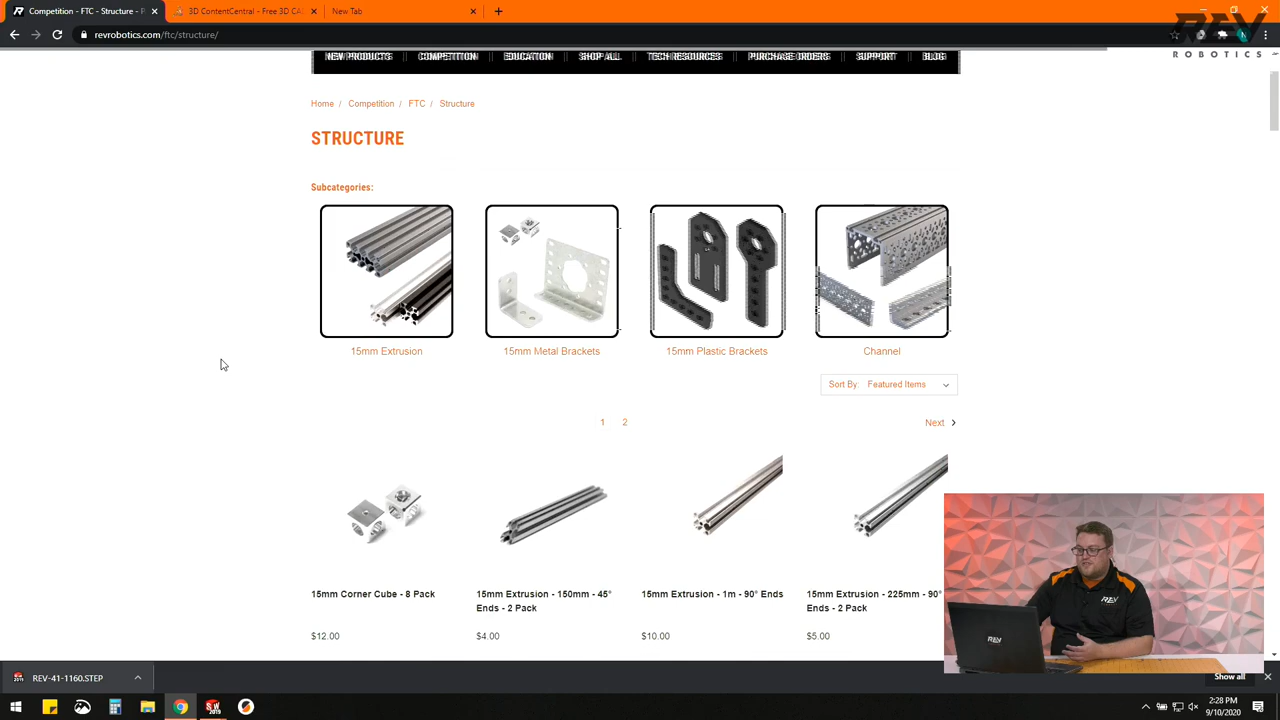 Competition - FTC - Structure - R
3D ContentCentral - Free 3D CA
New Tab
revrobotics.com/ftc/structure/
N
REV
ROBOTICS
NEW PRODUCTS
COMPETITION
EDUCATION
SHOP ALL
TECH RESOURCES
PURCHASE ORDERS
SUPPORT
BLOG
Home / Competition / FTC / Structure
STRUCTURE
Subcategories:
15mm Extrusion
15mm Metal Brackets
15mm Plastic Brackets
Channel
Sort By: Featured Items
1 2
Next
15mm Corner Cube - 8 Pack
$12.00
15mm Extrusion - 150mm - 45°
Ends - 2 Pack
$4.00
15mm Extrusion - 1m - 90° Ends
$10.00
15mm Extrusion - 225mm - 90°
Ends - 2 Pack
$5.00
REV
REV
REV-41-1160.STEP
Show all
SW
2019
2:28 PM
9/10/2020